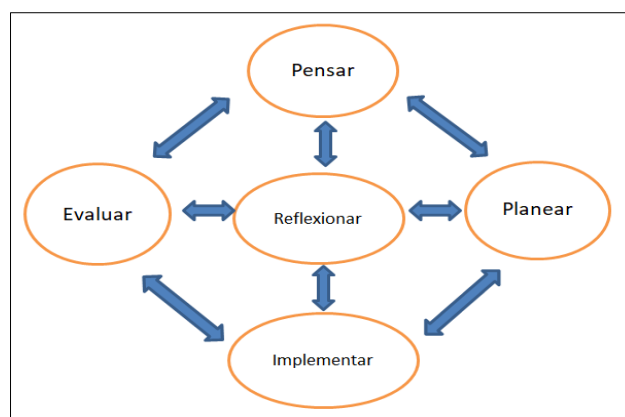 Pensar
Evaluar
Reflexionar
Planear
Implementar